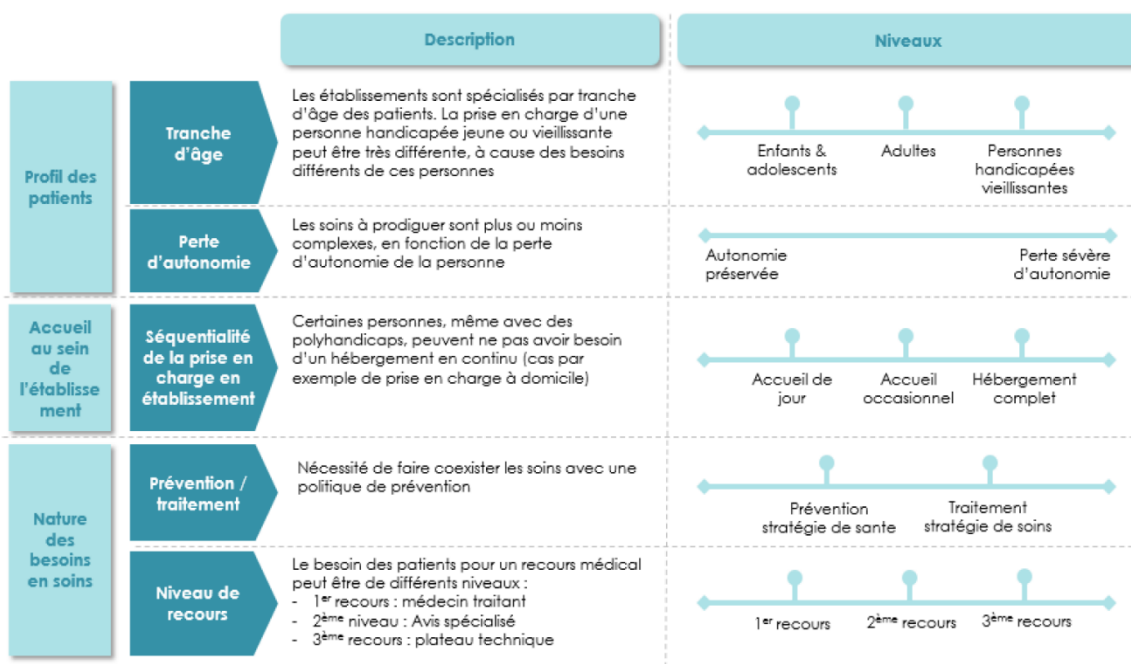 Description
Niveaux
Profil des
patients
Tranche
d'âge
Les établissements sont spécialisés par tranche
d'âge des patients. La prise en charge d'une
personne handicapée jeune ou vieillissante
peut être très différente, à cause des besoins
différents de ces personnes
Enfants &
adolescents
Adultes
Personnes
handicapées
vieillissantes
Perte
d'autonomie
Les soins à prodiguer sont plus ou moins
complexes, en fonction de la perte
d'autonomie de la personne
Autonomie
préservée
Perte sévère
d'autonomie
Accueil
au sein
de
l'établisse
ment
Séquentialité
de la prise en
charge en
établissement
Certaines personnes, même avec des
polyhandicaps, peuvent ne pas avoir besoin
d'un hébergement en continu (cas par
exemple de prise en charge à domicile)
Accueil de
jour
Accueil
occasionnel
Hébergement
complet
Nature
des
besoins
en soins
Prévention /
traitement
Nécessité de faire coexister les soins avec une
politique de prévention
Prévention
stratégie de sante
Traitement
stratégie de soins
Niveau de
recours
Le besoin des patients pour un recours médical
peut être de différents niveaux :
- 1er recours : médecin traitant
- 2ème niveau : Avis spécialisé
- 3ème recours : plateau technique
1er recours
2ème recours
3ème recours